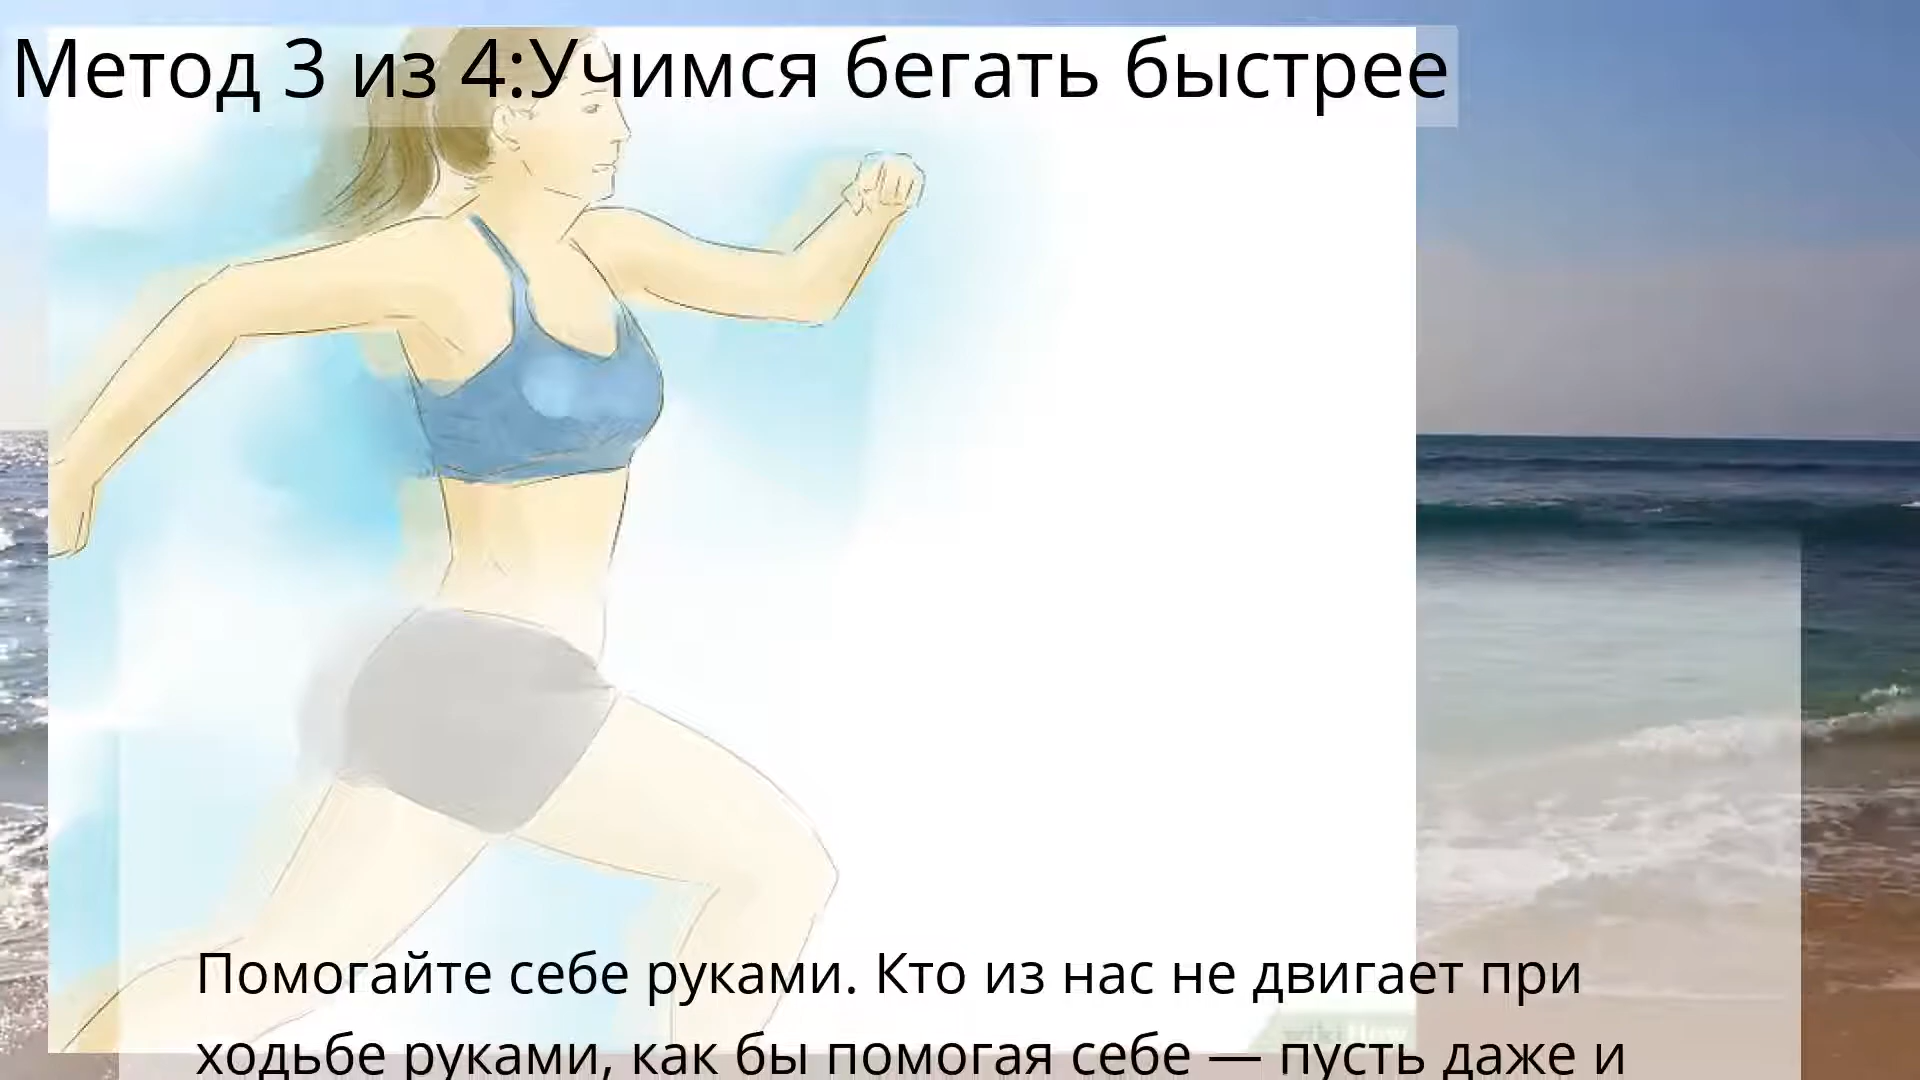 Метод 3 из 4:Учимся бегать быстрее
Помогайте себе руками. Кто из нас не двигает при
ходьбе руками, как бы помогая себе — пусть даже и